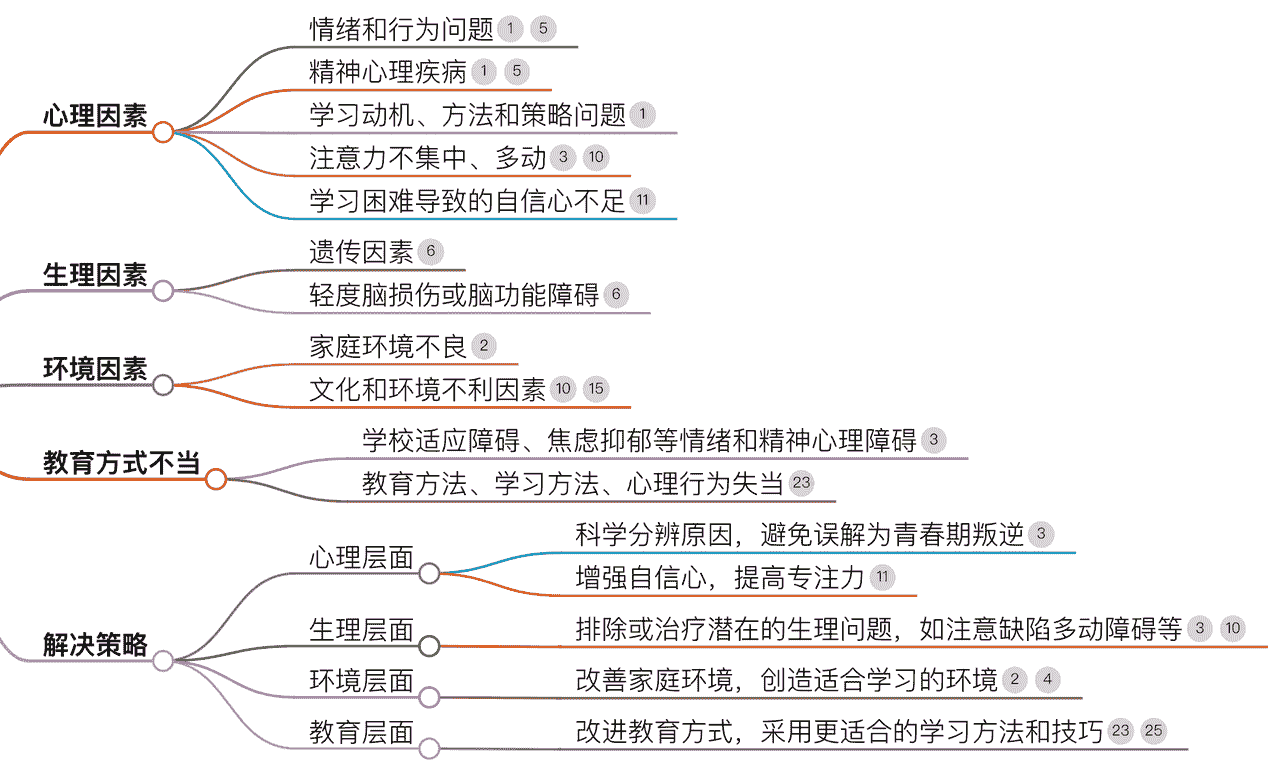 情绪和行为问题 1 5
精神心理疾病 1 5
心理因素
学习动机、方法和策略问题 1
注意力不集中、多动 3 10
学习困难导致的自信心不足 11
遗传因素 6
生理因素
轻度脑损伤或脑功能障碍 6
家庭环境不良 2
环境因素
文化和环境不利因素 10 15
学校适应障碍、焦虑抑郁等情绪和精神心理障碍 3
教育方式不当
教育方法、学习方法、心理行为失当 23
科学分辨原因，避免误解为青春期叛逆 3
心理层面
增强自信心，提高专注力 11
解决策略
生理层面
排除或治疗潜在的生理问题，如注意缺陷多动障碍等 3 10
环境层面
改善家庭环境，创造适合学习的环境 2 4
教育层面
改进教育方式，采用更适合的学习方法和技巧 23 25